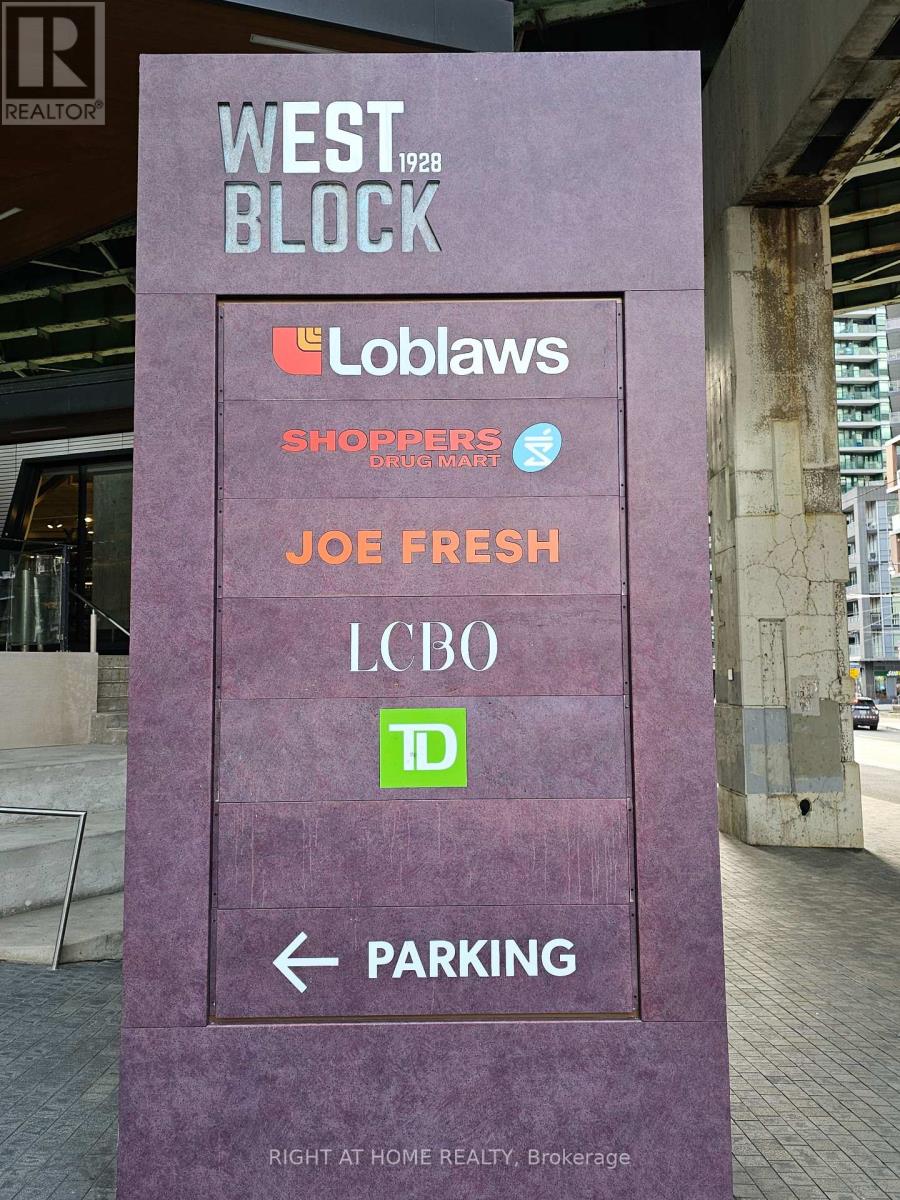 R
REALTOR®
WEST 1928
BLOCK
Loblaws
SHOPPERS
DRUG MART
JOE FRESH
LCBO
TD
← PARKING
RIGHT AT HOME REALTY, Brokerage